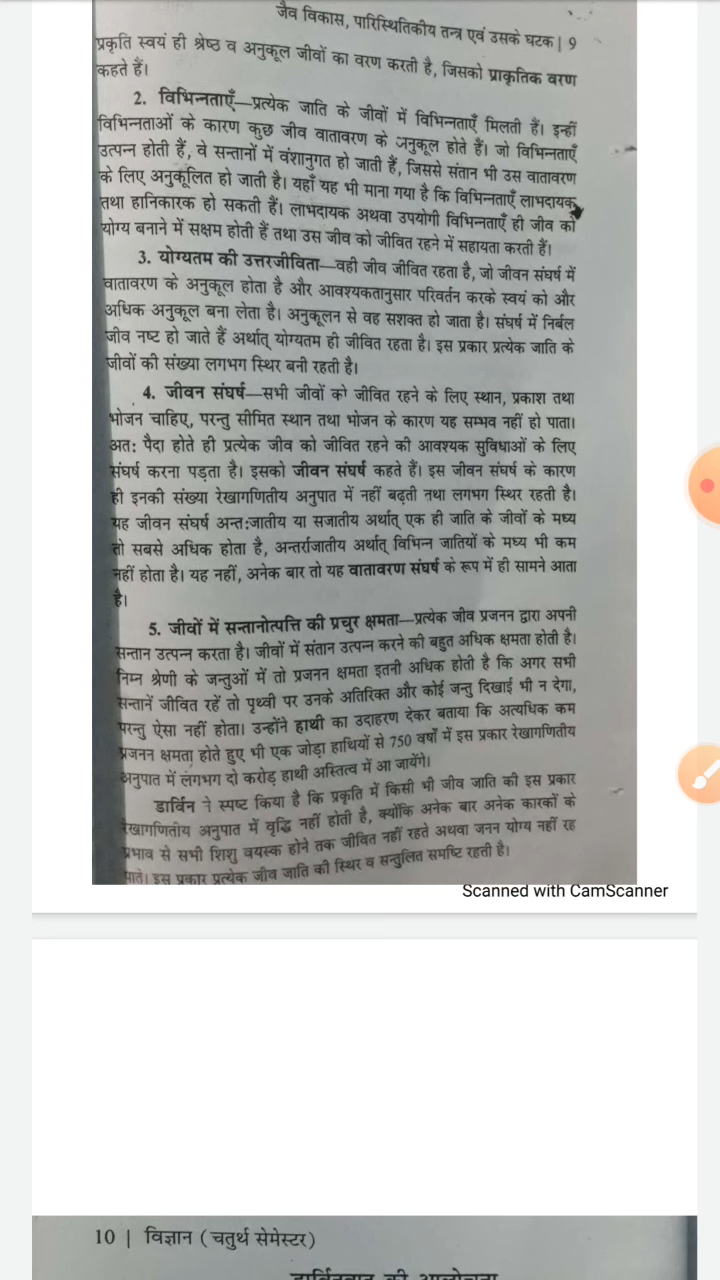 जैव विकास, पारिस्थितिकीय तन्त्र एवं उसके घटक | 9
प्रकृति स्वयं ही श्रेष्ठ व अनुकूल जीवों का वरण करती है, जिसको प्राकृतिक वरण
कहते हैं।
2. विभिन्नताएँ—प्रत्येक जाति के जीवों में विभिन्नताएँ मिलती हैं। इन्हीं
विभिन्नताओं के कारण कुछ जीव वातावरण के अनुकूल होते हैं। जो विभिन्नताएँ
उत्पन्न होती हैं, वे सन्तानों में वंशानुगत हो जाती हैं, जिससे संतान भी उस वातावरण
के लिए अनुकूलित हो जाती है। यहाँ यह भी माना गया है कि विभिन्नताएँ लाभदायक
तथा हानिकारक हो सकती हैं। लाभदायक अथवा उपयोगी विभिन्नताएँ ही जीव को
योग्य बनाने में सक्षम होती हैं तथा उस जीव को जीवित रहने में सहायता करती हैं।
3. योग्यतम की उत्तरजीविता—वही जीव जीवित रहता है, जो जीवन संघर्ष में
वातावरण के अनुकूल होता है और आवश्यकतानुसार परिवर्तन करके स्वयं को और
अधिक अनुकूल बना लेता है। अनुकूलन से वह सशक्त हो जाता है। संघर्ष में निर्बल
जीव नष्ट हो जाते हैं अर्थात् योग्यतम ही जीवित रहता है। इस प्रकार प्रत्येक जाति के
जीवों की संख्या लगभग स्थिर बनी रहती है।
4. जीवन संघर्ष—सभी जीवों को जीवित रहने के लिए स्थान, प्रकाश तथा
भोजन चाहिए, परन्तु सीमित स्थान तथा भोजन के कारण यह सम्भव नहीं हो पाता।
अत: पैदा होते ही प्रत्येक जीव को जीवित रहने की आवश्यक सुविधाओं के लिए
संघर्ष करना पड़ता है। इसको जीवन संघर्ष कहते हैं। इस जीवन संघर्ष के कारण
ही इनकी संख्या रेखागणितीय अनुपात में नहीं बढ़ती तथा लगभग स्थिर रहती है।
यह जीवन संघर्ष अन्त:जातीय या सजातीय अर्थात् एक ही जाति के जीवों के मध्य
तो सबसे अधिक होता है, अन्तर्राजातीय अर्थात् विभिन्न जातियों के मध्य भी कम
नहीं होता है। यह नहीं, अनेक बार तो यह वातावरण संघर्ष के रूप में ही सामने आता
है।
5. जीवों में सन्तानोत्पत्ति की प्रचुर क्षमता—प्रत्येक जीव प्रजनन द्वारा अपनी
सन्तान उत्पन्न करता है। जीवों में संतान उत्पन्न करने की बहुत अधिक क्षमता होती है।
निम्न श्रेणी के जन्तुओं में तो प्रजनन क्षमता इतनी अधिक होती है कि अगर सभी
सन्तानें जीवित रहें तो पृथ्वी पर उनके अतिरिक्त और कोई जन्तु दिखाई भी न देगा,
परन्तु ऐसा नहीं होता। उन्होंने हाथी का उदाहरण देकर बताया कि अत्यधिक कम
प्रजनन क्षमता होते हुए भी एक जोड़ा हाथियों से 750 वर्षों में इस प्रकार रेखागणितीय
अनुपात में लगभग दो करोड़ हाथी अस्तित्व में आ जायेंगे।
डार्विन ने स्पष्ट किया है कि प्रकृति में किसी भी जीव जाति की इस प्रकार
रेखागणितीय अनुपात में वृद्धि नहीं होती है, क्योंकि अनेक बार अनेक कारकों के
प्रभाव से सभी शिशु वयस्क होने तक जीवित नहीं रहते अथवा जनन योग्य नहीं रह
पाते। इस प्रकार प्रत्येक जीव जाति की स्थिर व सन्तुलित समष्टि रहती है।
Scanned with CamScanner
10 | विज्ञान (चतुर्थ सेमेस्टर)
डार्विनवाद की आलोचना